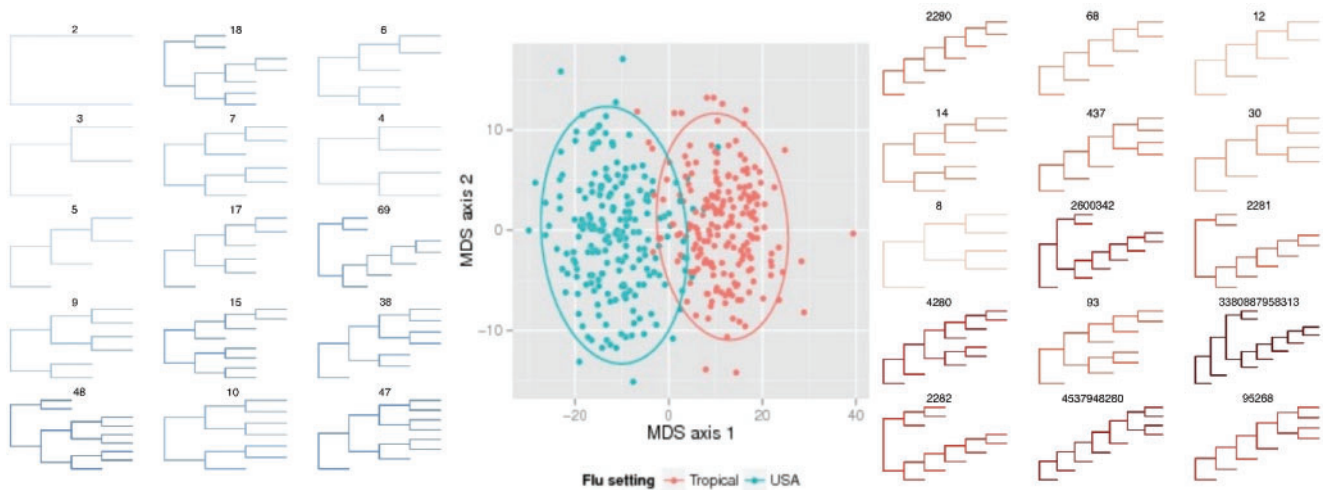 2 18 6
3 7 4
5 17 69
9 15 38
48 10 47
MDS axis 2
10
0
−10
−20 0 20 40
MDS axis 1
Flu setting Tropical USA
2280 68 12
14 437 30
8 2600342 2281
4280 93 3380887958313
2282 4537948280 95268